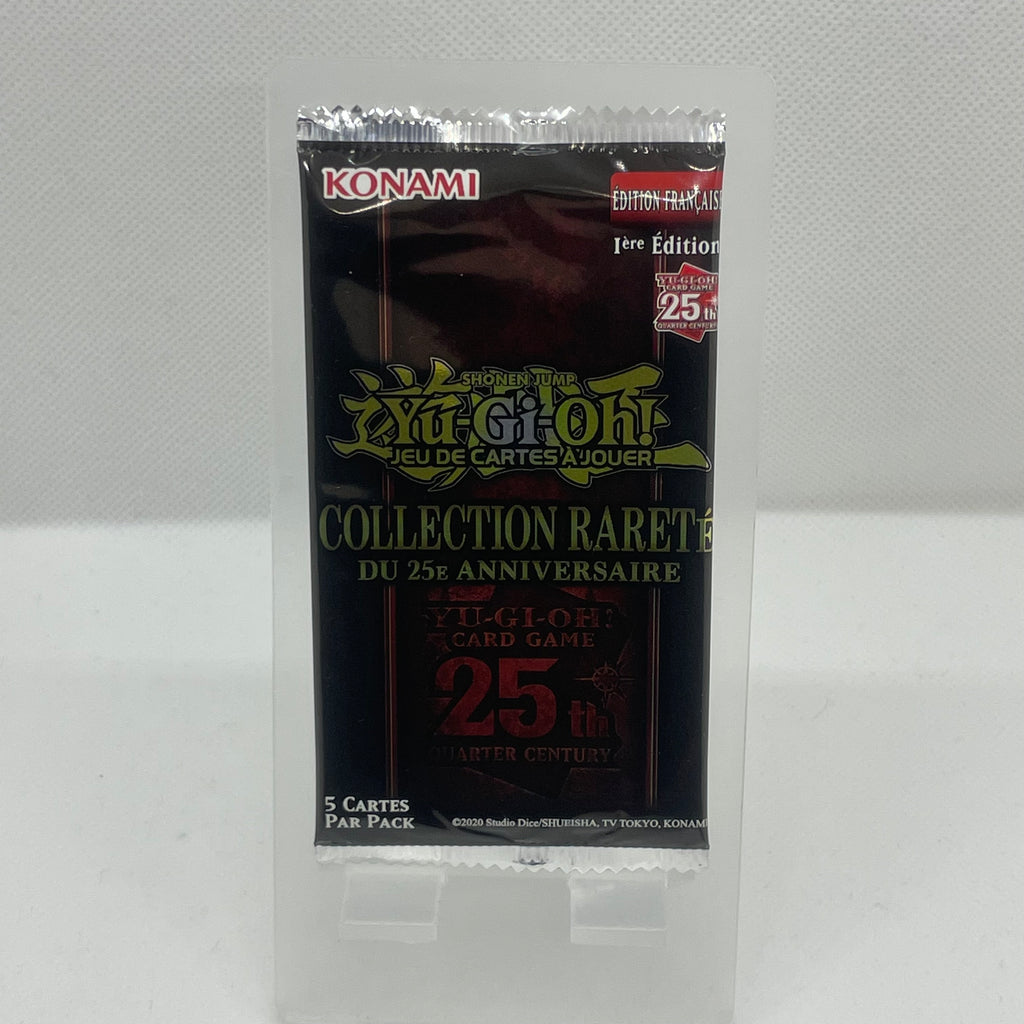 KONAMI
ÉDITION FRANÇAIS
1ère Édition
YU-GI-OH!
CARD GAME
25th
QUARTER CENTURY
SHONEN JUMP
Yu-Gi-Oh!
JEU DE CARTES À JOUER
COLLECTION RARETÉ
DU 25E ANNIVERSAIRE
YU-GI-OH!
CARD GAME
25th
QUARTER CENTURY
5 CARTES
PAR PACK
©2020 Studio Dice/SHUEISHA, TV TOKYO, KONAMI